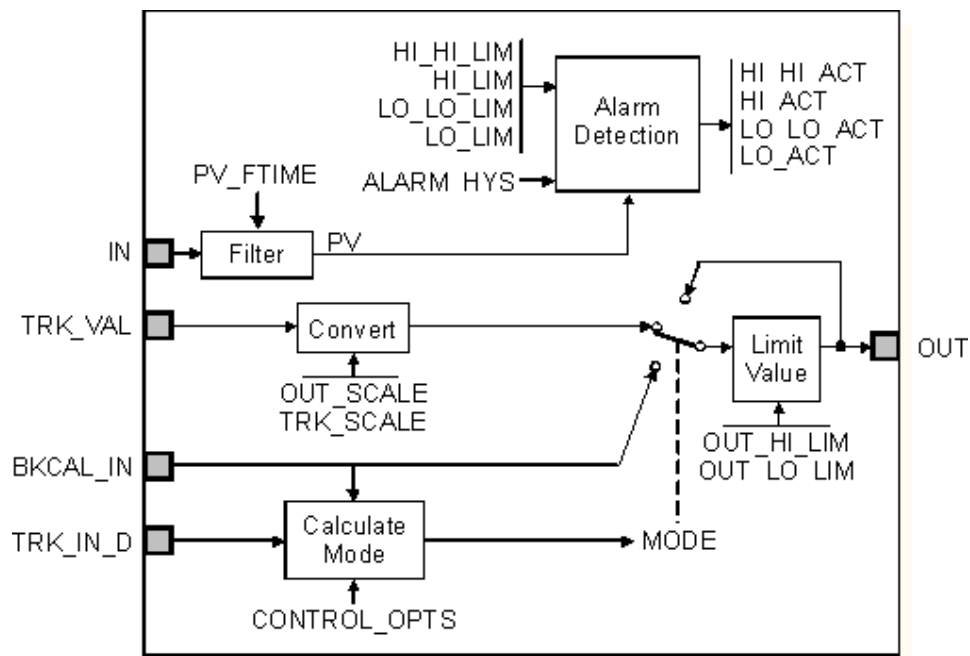 HI_HI_LIM
HI_LIM
LO_LO_LIM
LO_LIM
ALARM HYS
Alarm
Detection
HI HI ACT
HI ACT
LO LO ACT
LO_ACT
PV_FTIME
IN
Filter
PV
TRK_VAL
Convert
OUT_SCALE
TRK_SCALE
Limit
Value
OUT
OUT_HI_LIM
OUT LO LIM
BKCAL_IN
TRK_IN_D
Calculate
Mode
MODE
CONTROL_OPTS